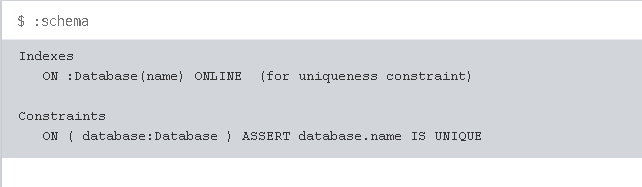 $ :schema
Indexes
ON :Database(name) ONLINE (for uniqueness constraint)
Constraints
ON ( database:Database ) ASSERT database.name IS UNIQUE